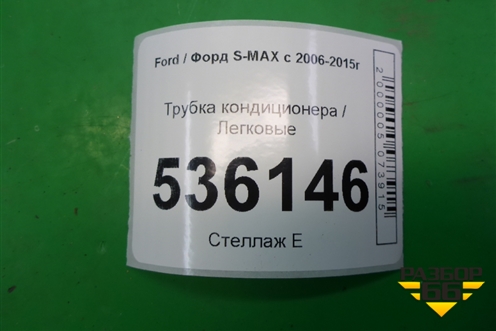 Ford / Форд S-MAX с 2006-2015г
Трубка кондиционера /
Легковые
536146
Стеллаж Е
2000005073915
РАЗБОР
66